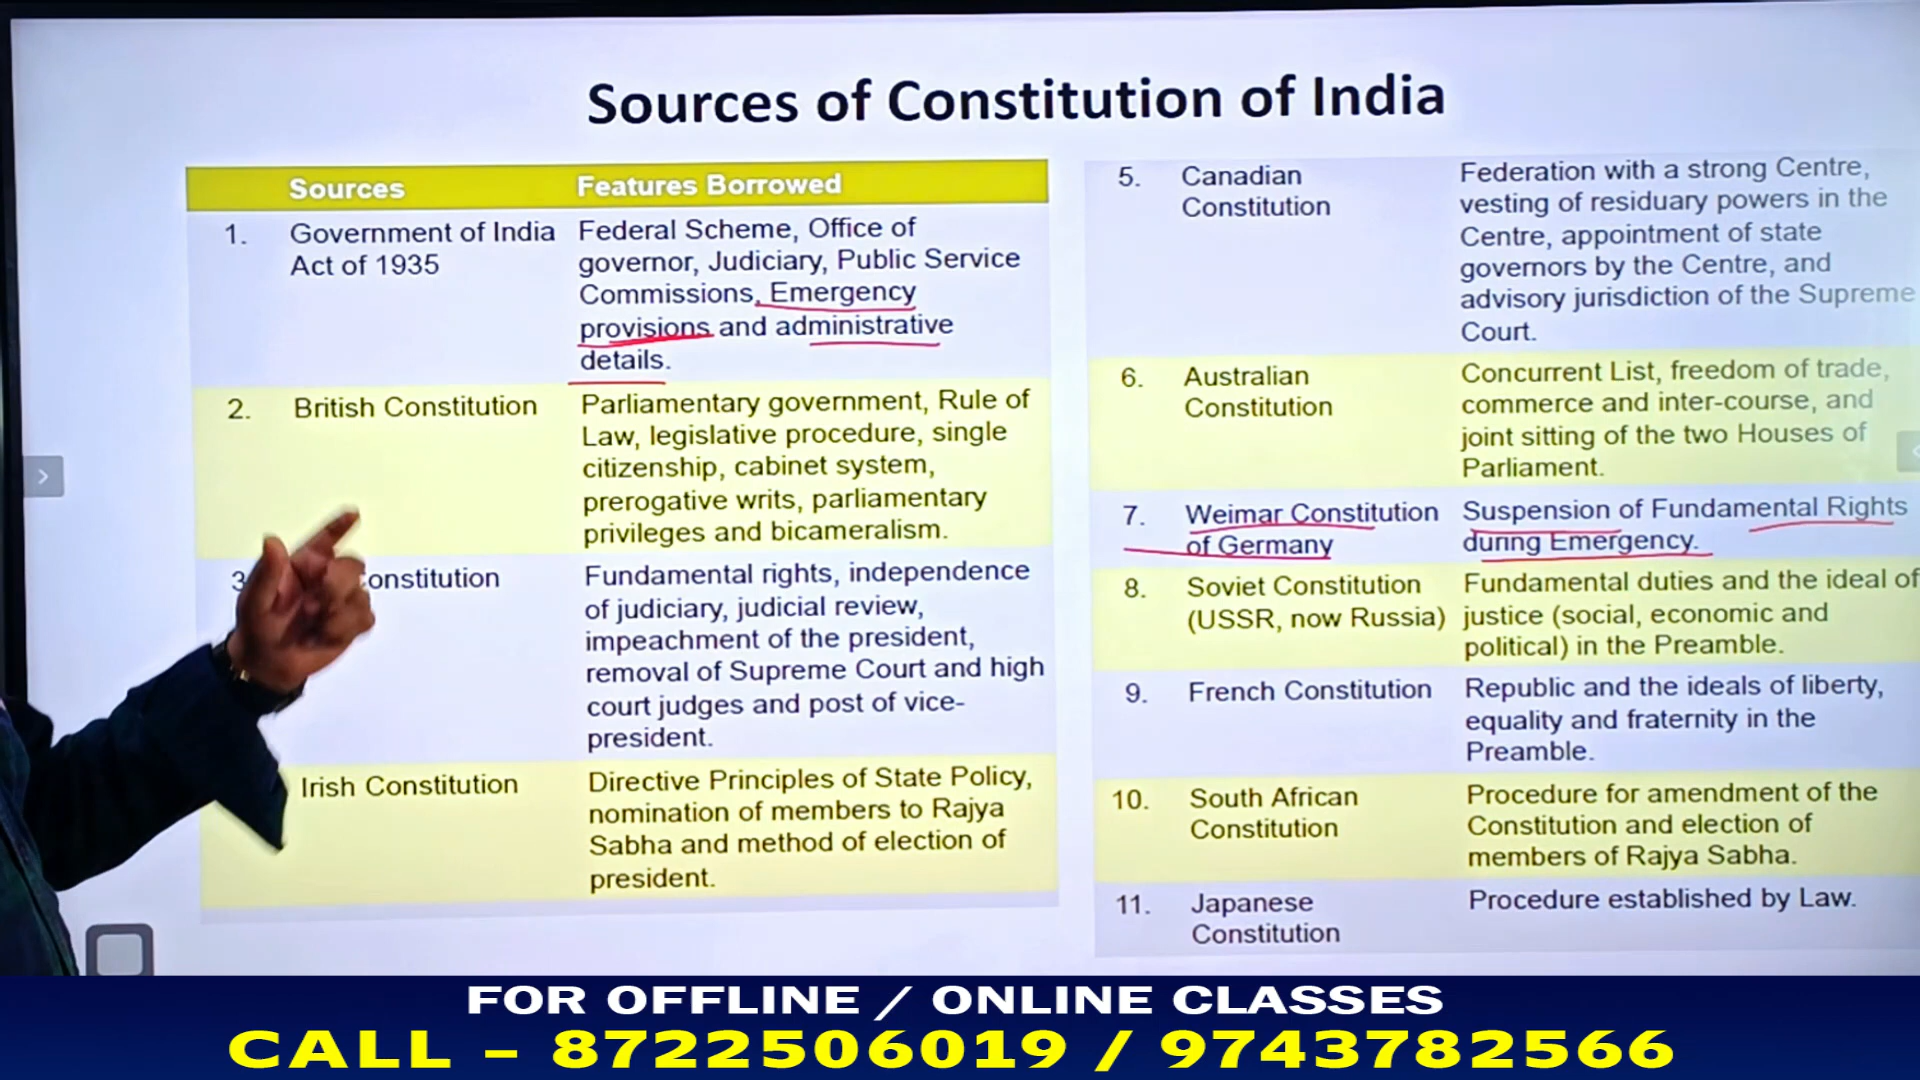 Sources of Constitution of India
Sources Features Borrowed
1. Government of India Act of 1935
Federal Scheme, Office of
governor, Judiciary, Public Service
Commissions, Emergency
provisions and administrative
details.
2. British Constitution
Parliamentary government, Rule of
Law, legislative procedure, single
citizenship, cabinet system,
prerogative writs, parliamentary
privileges and bicameralism.
3 onstitution
Fundamental rights, independence
of judiciary, judicial review,
impeachment of the president,
removal of Supreme Court and high
court judges and post of vice-
president.
Irish Constitution
Directive Principles of State Policy,
nomination of members to Rajya
Sabha and method of election of
president.
5. Canadian
Constitution
Federation with a strong Centre,
vesting of residuary powers in the
Centre, appointment of state
governors by the Centre, and
advisory jurisdiction of the Supreme
Court.
6. Australian
Constitution
Concurrent List, freedom of trade,
commerce and inter-course, and
joint sitting of the two Houses of
Parliament.
7. Weimar Constitution
of Germany
Suspension of Fundamental Rights
during Emergency.
8. Soviet Constitution
(USSR, now Russia)
Fundamental duties and the ideal of
justice (social, economic and
political) in the Preamble.
9. French Constitution
Republic and the ideals of liberty,
equality and fraternity in the
Preamble.
10. South African
Constitution
Procedure for amendment of the
Constitution and election of
members of Rajya Sabha.
11. Japanese
Constitution
Procedure established by Law.
FOR OFFLINE / ONLINE CLASSES
CALL – 8722506019 / 9743782566